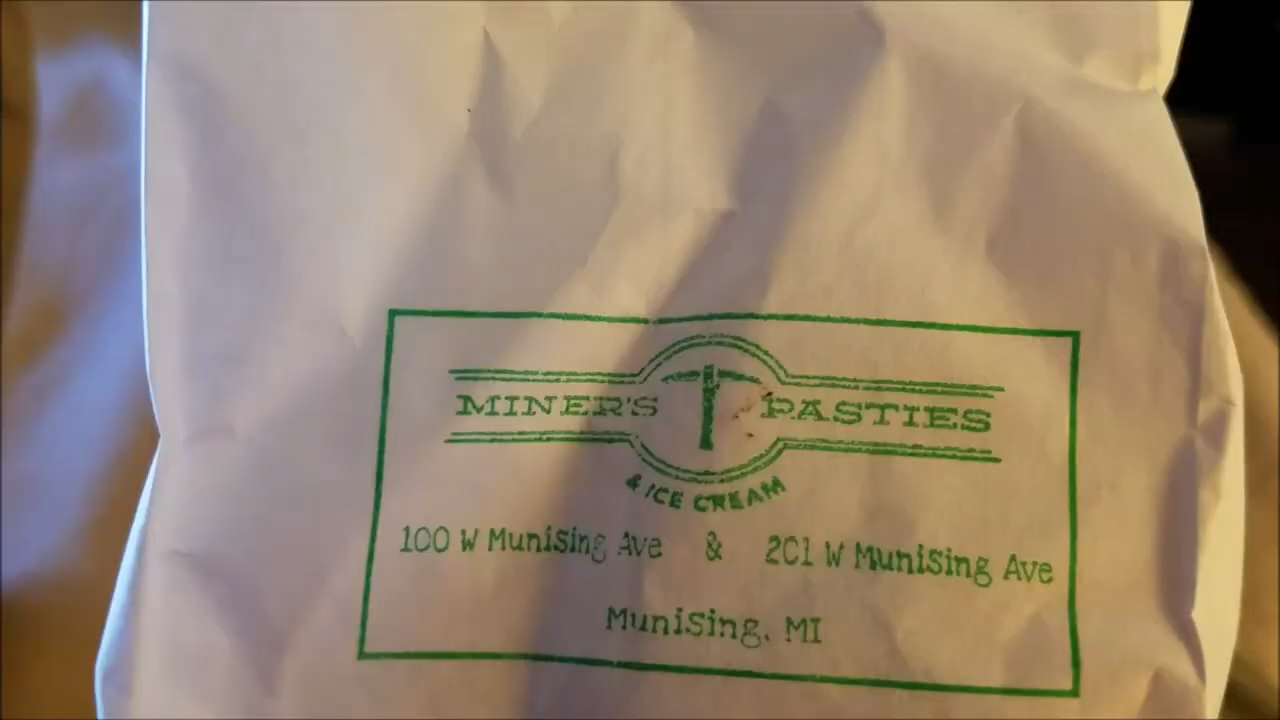 MINER'S PASTIES
& ICE CREAM
100 W Munising Ave & 201 W Munising Ave
Munising, MI